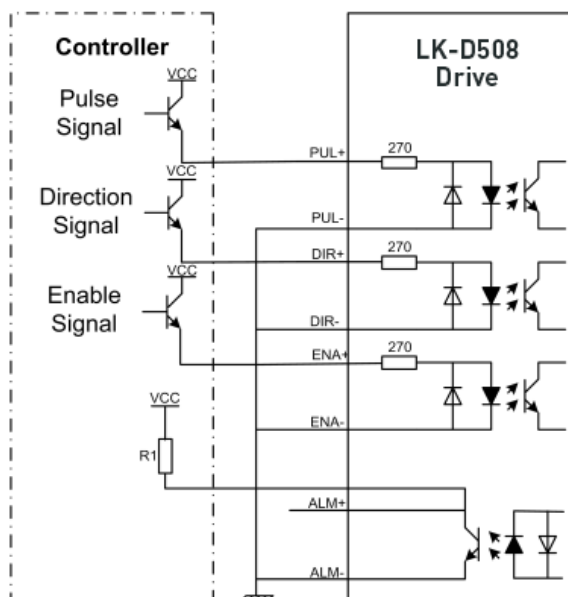 Controller
LK-D508
Drive
VCC
Pulse
Signal
PUL+
270
VCC
Direction
Signal
PUL-
DIR+
270
VCC
Enable
Signal
DIR-
ENA+
270
VCC
ENA-
R1
ALM+
ALM-